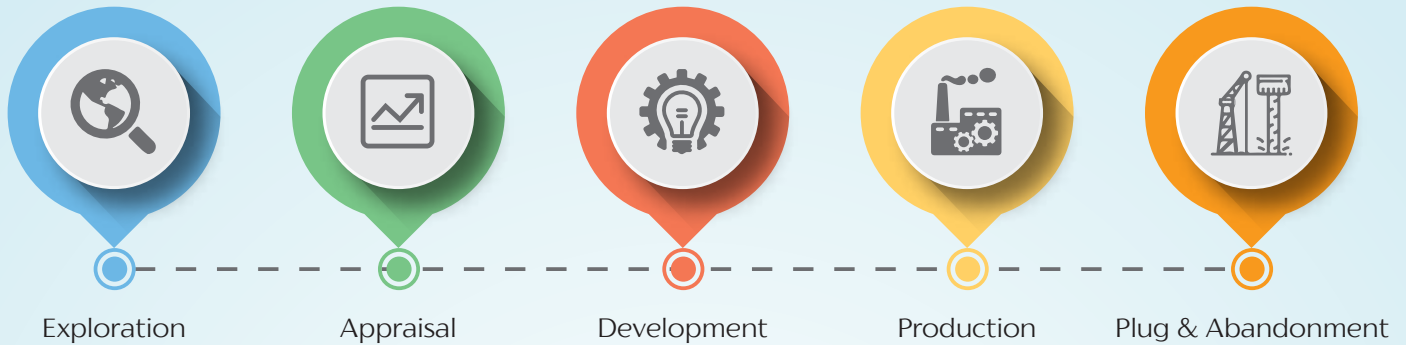 Exploration
Appraisal
Development
Production
Plug & Abandonment